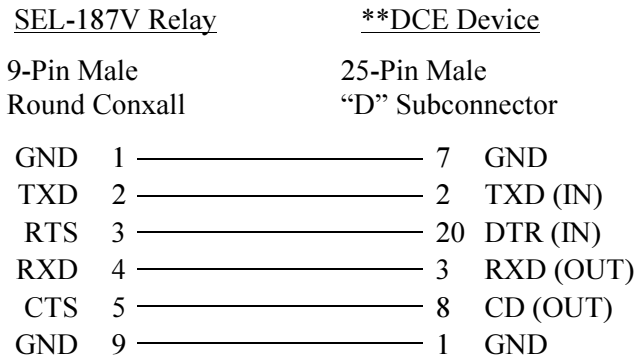 SEL-187V Relay **DCE Device
9-Pin Male 25-Pin Male
Round Conxall “D” Subconnector
GND 1 7 GND
TXD 2 2 TXD (IN)
RTS 3 20 DTR (IN)
RXD 4 3 RXD (OUT)
CTS 5 8 CD (OUT)
GND 9 1 GND